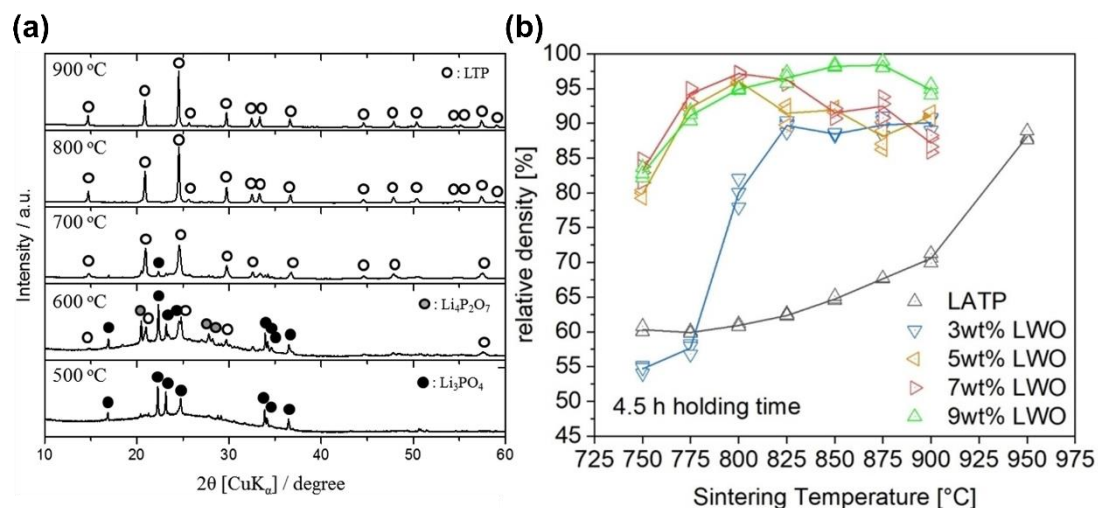 (a)
900 ℃
: LTP
800 ℃
700 ℃
600 ℃
: Li₄P₂O₇
500 ℃
: Li₃PO₄
Intensity / a.u.
10 20 30 40 50 60
2θ [CuKα] / degree
(b)
100
95
90
85
80
75
70
65
60
55
50
45
relative density [%]
LATP
3wt% LWO
5wt% LWO
7wt% LWO
9wt% LWO
4.5 h holding time
725 750 775 800 825 850 875 900 925 950 975
Sintering Temperature [°C]